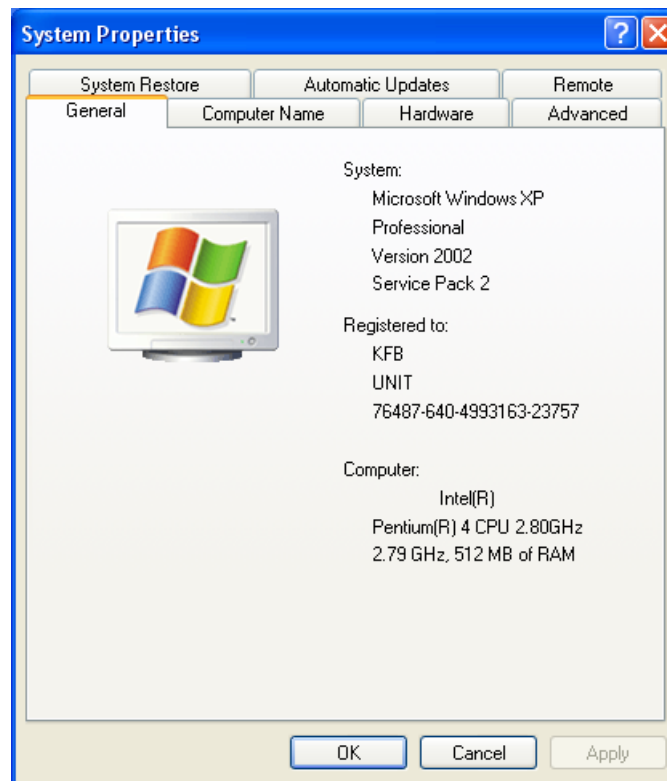 System Properties
System Restore
Automatic Updates
Remote
General
Computer Name
Hardware
Advanced
System:
Microsoft Windows XP
Professional
Version 2002
Service Pack 2
Registered to:
KFB
UNIT
76487-640-4993163-23757
Computer:
Intel(R)
Pentium(R) 4 CPU 2.80GHz
2.79 GHz, 512 MB of RAM
OK
Cancel
Apply